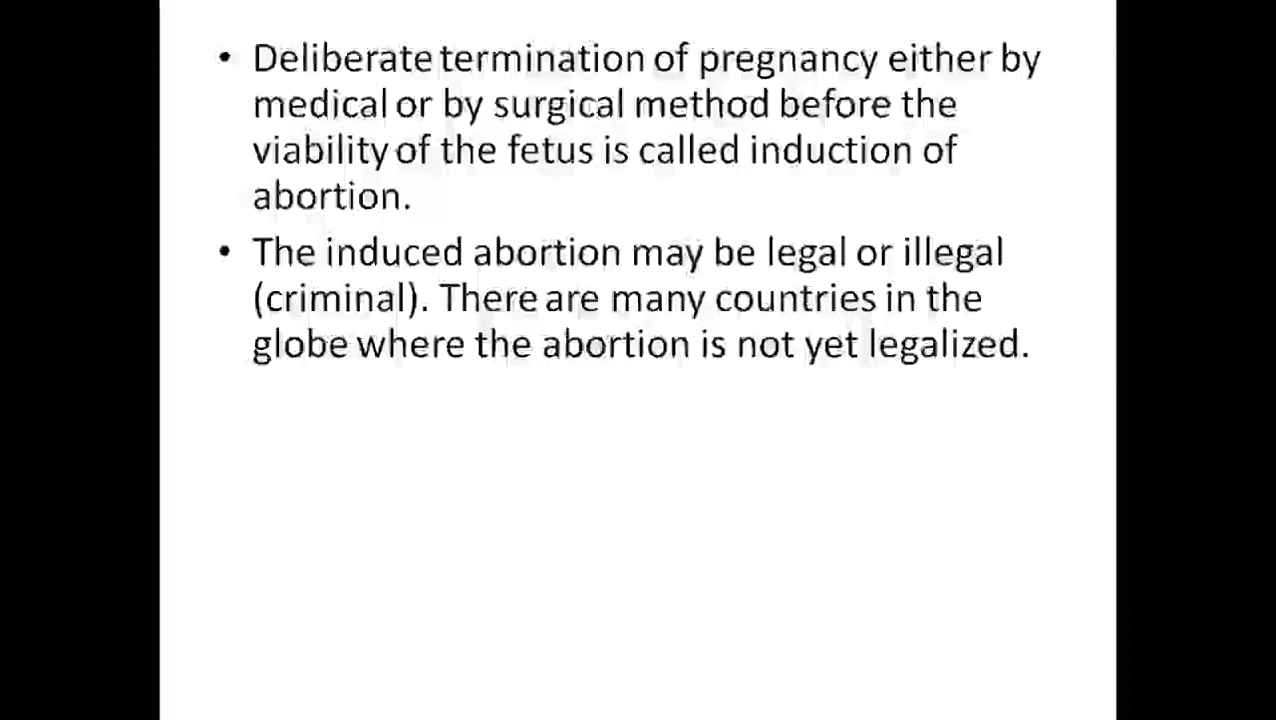 • Deliberate termination of pregnancy either by
medical or by surgical method before the
viability of the fetus is called induction of
abortion.
• The induced abortion may be legal or illegal
(criminal). There are many countries in the
globe where the abortion is not yet legalized.